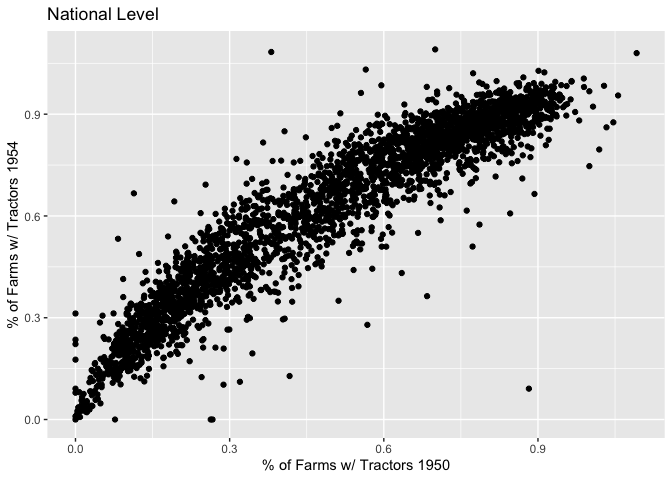 National Level
% of Farms w/ Tractors 1954
0.9
0.6
0.3
0.0
0.0 0.3 0.6 0.9
% of Farms w/ Tractors 1950